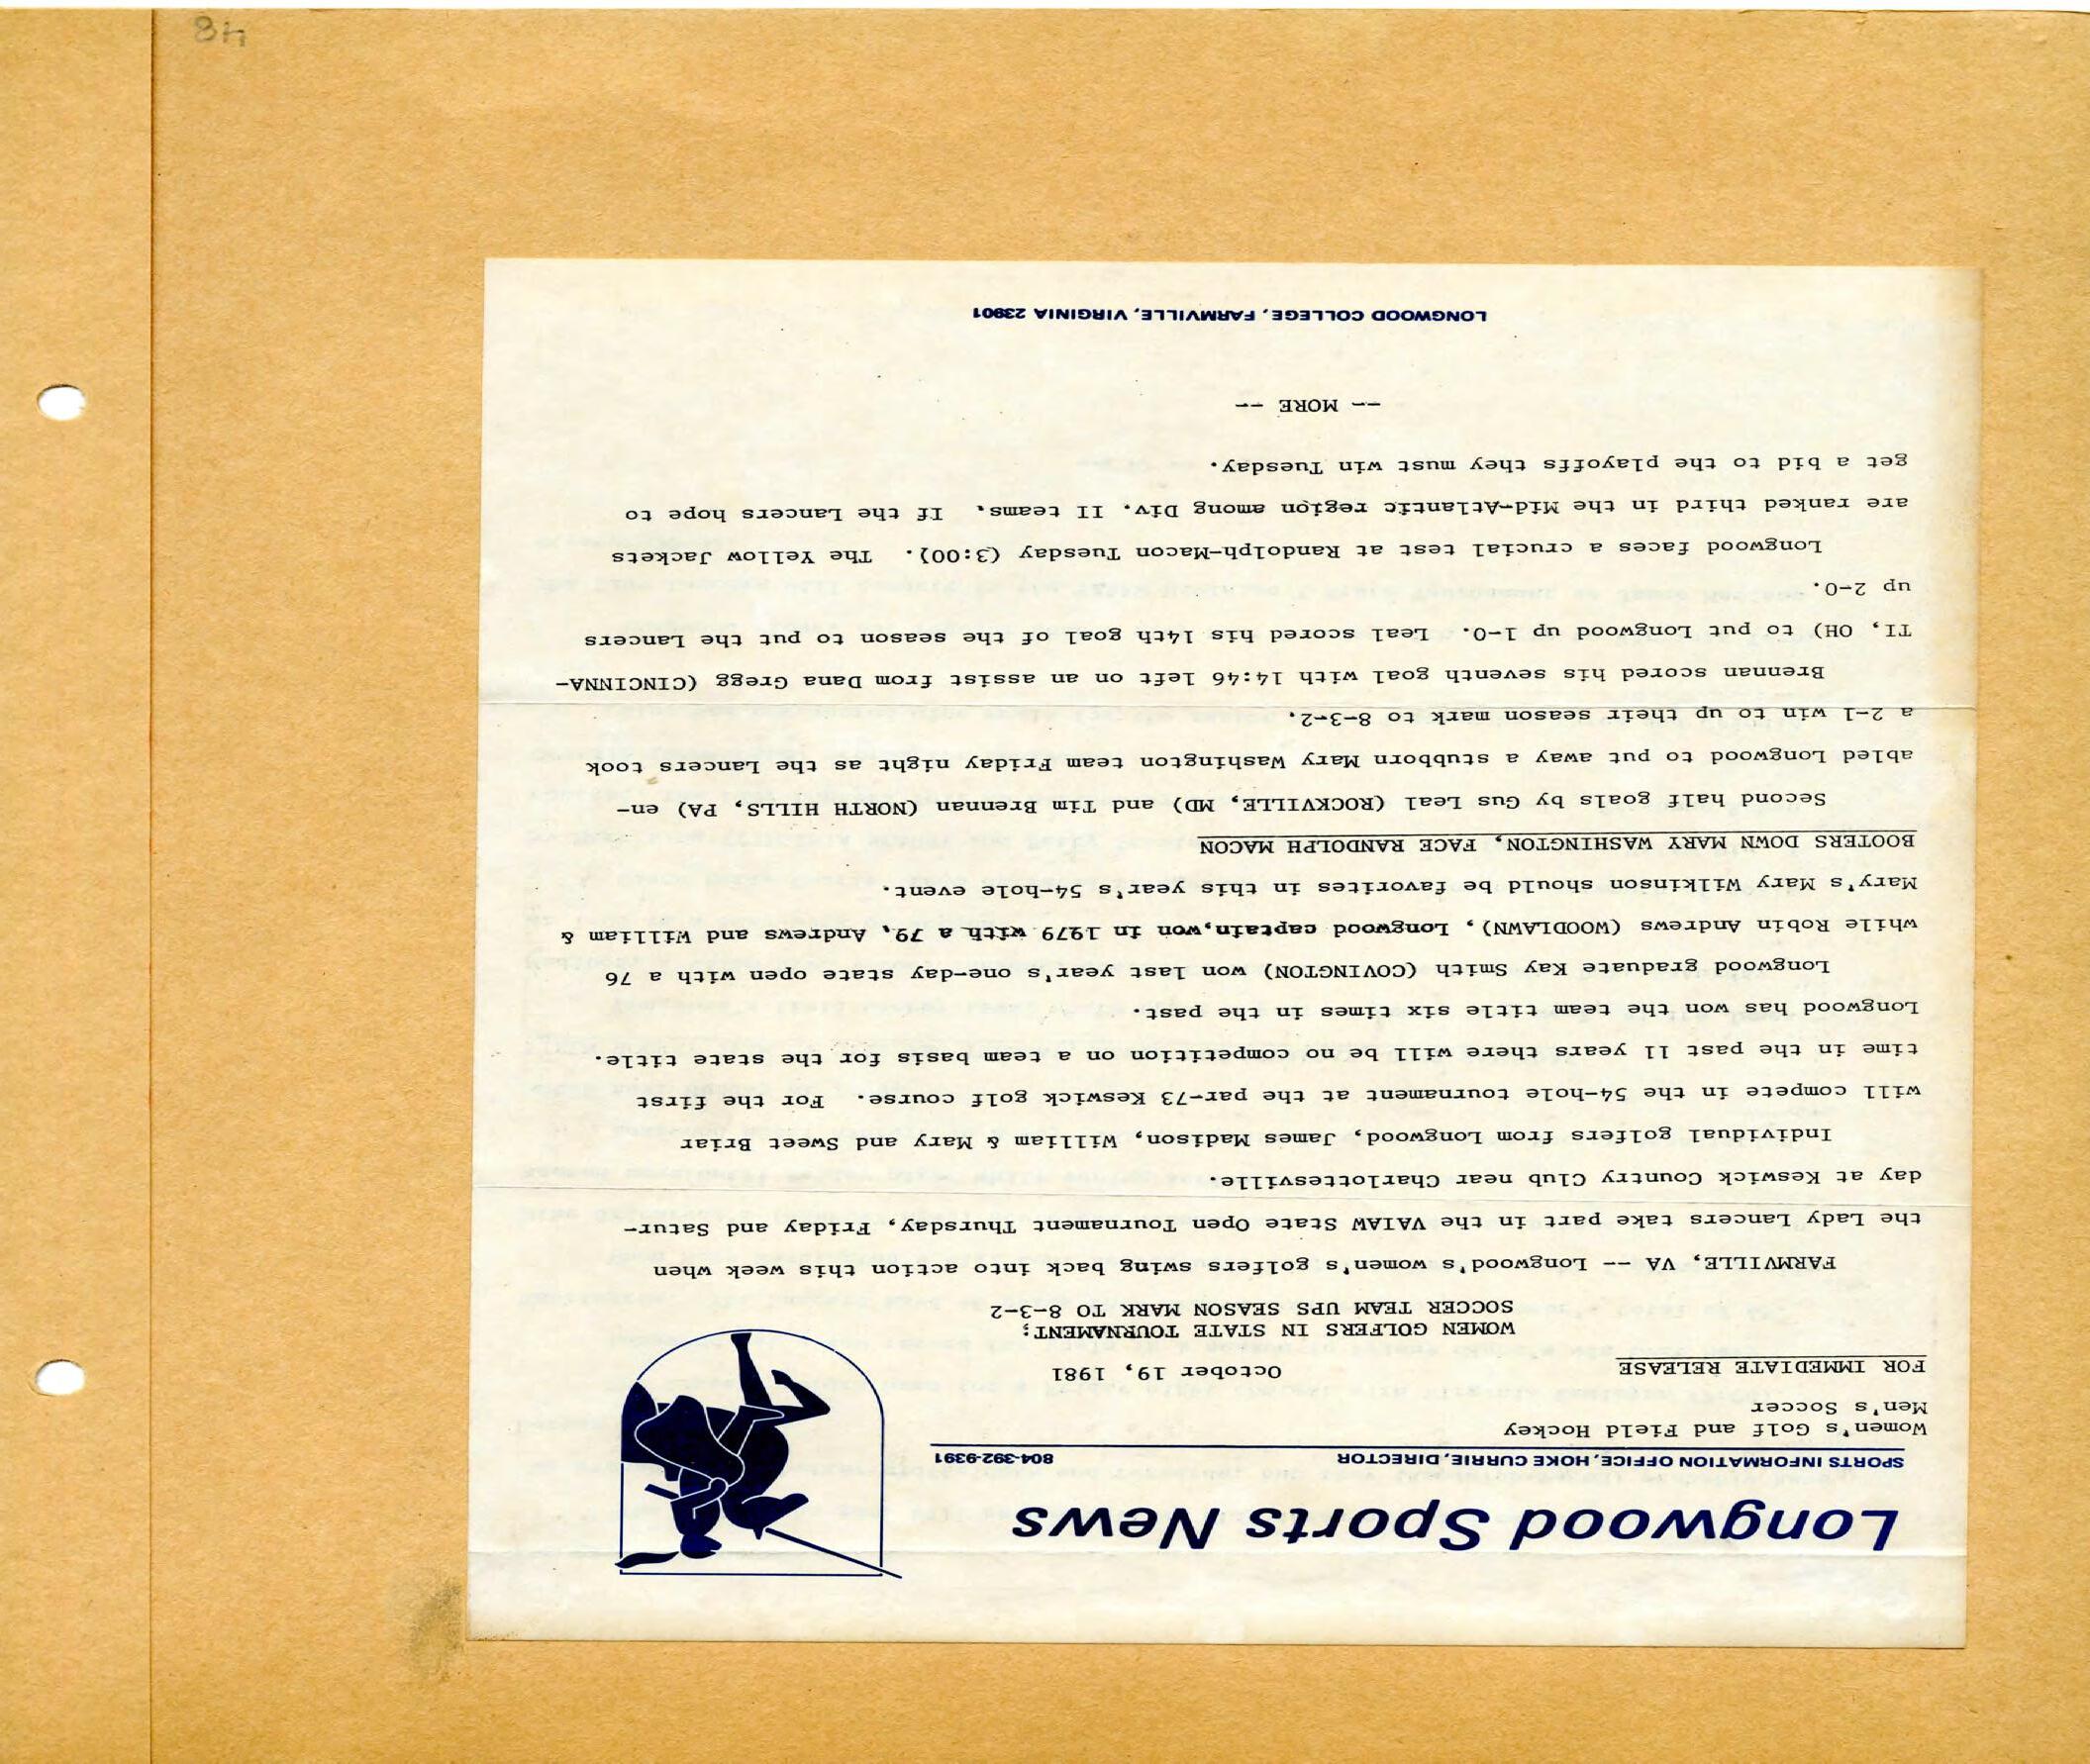 Longwood Sports News
SPORTS INFORMATION OFFICE, HOKE CURRIE, DIRECTOR 804-392-9391
Women's Golf and Field Hockey
Men's Soccer
FOR IMMEDIATE RELEASE October 19, 1981
WOMEN GOLFERS IN STATE TOURNAMENT;
SOCCER TEAM UPS SEASON MARK TO 8-3-2
FARMVILLE, VA -- Longwood's women's golfers swing back into action this week when
the Lady Lancers take part in the VAIAW State Open Tournament Thursday, Friday and Satur-
day at Keswick Country Club near Charlottesville.
Individual golfers from Longwood, James Madison, William & Mary and Sweet Briar
will compete in the 54-hole tournament at the par-73 Keswick golf course. For the first
time in the past 11 years there will be no competition on a team basis for the state title.
Longwood has won the team title six times in the past.
Longwood graduate Kay Smith (COVINGTON) won last year's one-day state open with a 76
while Robin Andrews (WOODLAWN), Longwood captain,won in 1979 with a 79. Andrews and William &
Mary's Mary Wilkinson should be favorites in this year's 54-hole event.
BOOTERS DOWN MARY WASHINGTON, FACE RANDOLPH MACON
Second half goals by Gus Leal (ROCKVILLE, MD) and Tim Brennan (NORTH HILLS, PA) en-
abled Longwood to put away a stubborn Mary Washington team Friday night as the Lancers took
a 2-1 win to up their season mark to 8-3-2.
Brennan scored his seventh goal with 14:46 left on an assist from Dana Gregg (CINCINNA-
TI, OH) to put Longwood up 1-0. Leal scored his 14th goal of the season to put the Lancers
up 2-0.
Longwood faces a crucial test at Randolph-Macon Tuesday (3:00). The Yellow Jackets
are ranked third in the Mid-Atlantic region among Div. II teams. If the Lancers hope to
get a bid to the playoffs they must win Tuesday.
-- MORE --
LONGWOOD COLLEGE, FARMVILLE, VIRGINIA 23901
48